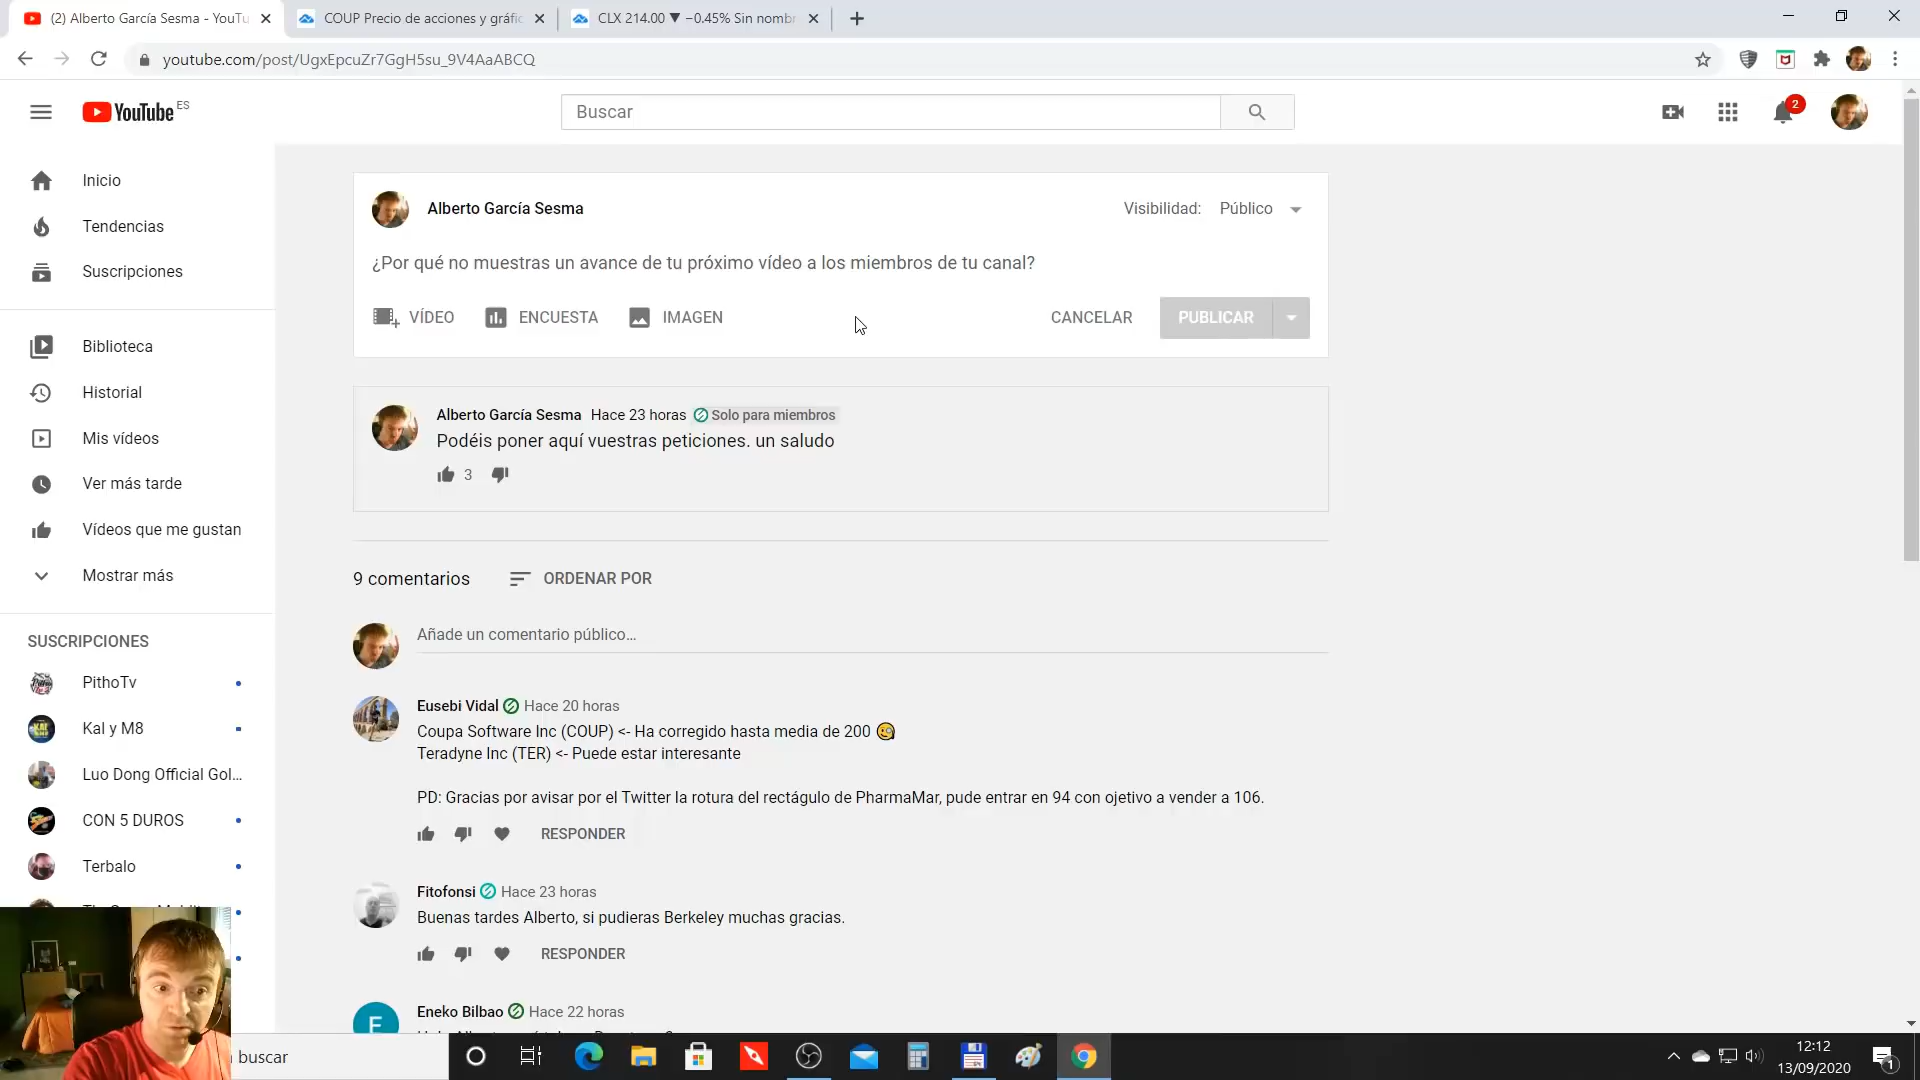 (2) Alberto García Sesma - YouTu
COUP Precio de acciones y gráfic
CLX 214.00 ▼ −0.45% Sin nombr
youtube.com/post/UgxEpcuZr7GgH5su_9V4AaABCQ
YouTube ES
Buscar
2
Inicio
Tendencias
Suscripciones
Biblioteca
Historial
Mis vídeos
Ver más tarde
Vídeos que me gustan
Mostrar más
SUSCRIPCIONES
PithoTv
Kal y M8
Luo Dong Official Gol...
CON 5 DUROS
Terbalo
Alberto García Sesma
Visibilidad: Público
¿Por qué no muestras un avance de tu próximo vídeo a los miembros de tu canal?
VÍDEO ENCUESTA IMAGEN CANCELAR PUBLICAR
Alberto García Sesma Hace 23 horas Solo para miembros
Podéis poner aquí vuestras peticiones. un saludo
3
9 comentarios ORDENAR POR
Añade un comentario público...
Eusebi Vidal Hace 20 horas
Coupa Software Inc (COUP) <- Ha corregido hasta media de 200
Teradyne Inc (TER) <- Puede estar interesante
PD: Gracias por avisar por el Twitter la rotura del rectágulo de PharmaMar, pude entrar en 94 con ojetivo a vender a 106.
RESPONDER
Fitofonsi Hace 23 horas
Buenas tardes Alberto, si pudieras Berkeley muchas gracias.
RESPONDER
Eneko Bilbao Hace 22 horas
E
buscar
12:12
13/09/2020
1